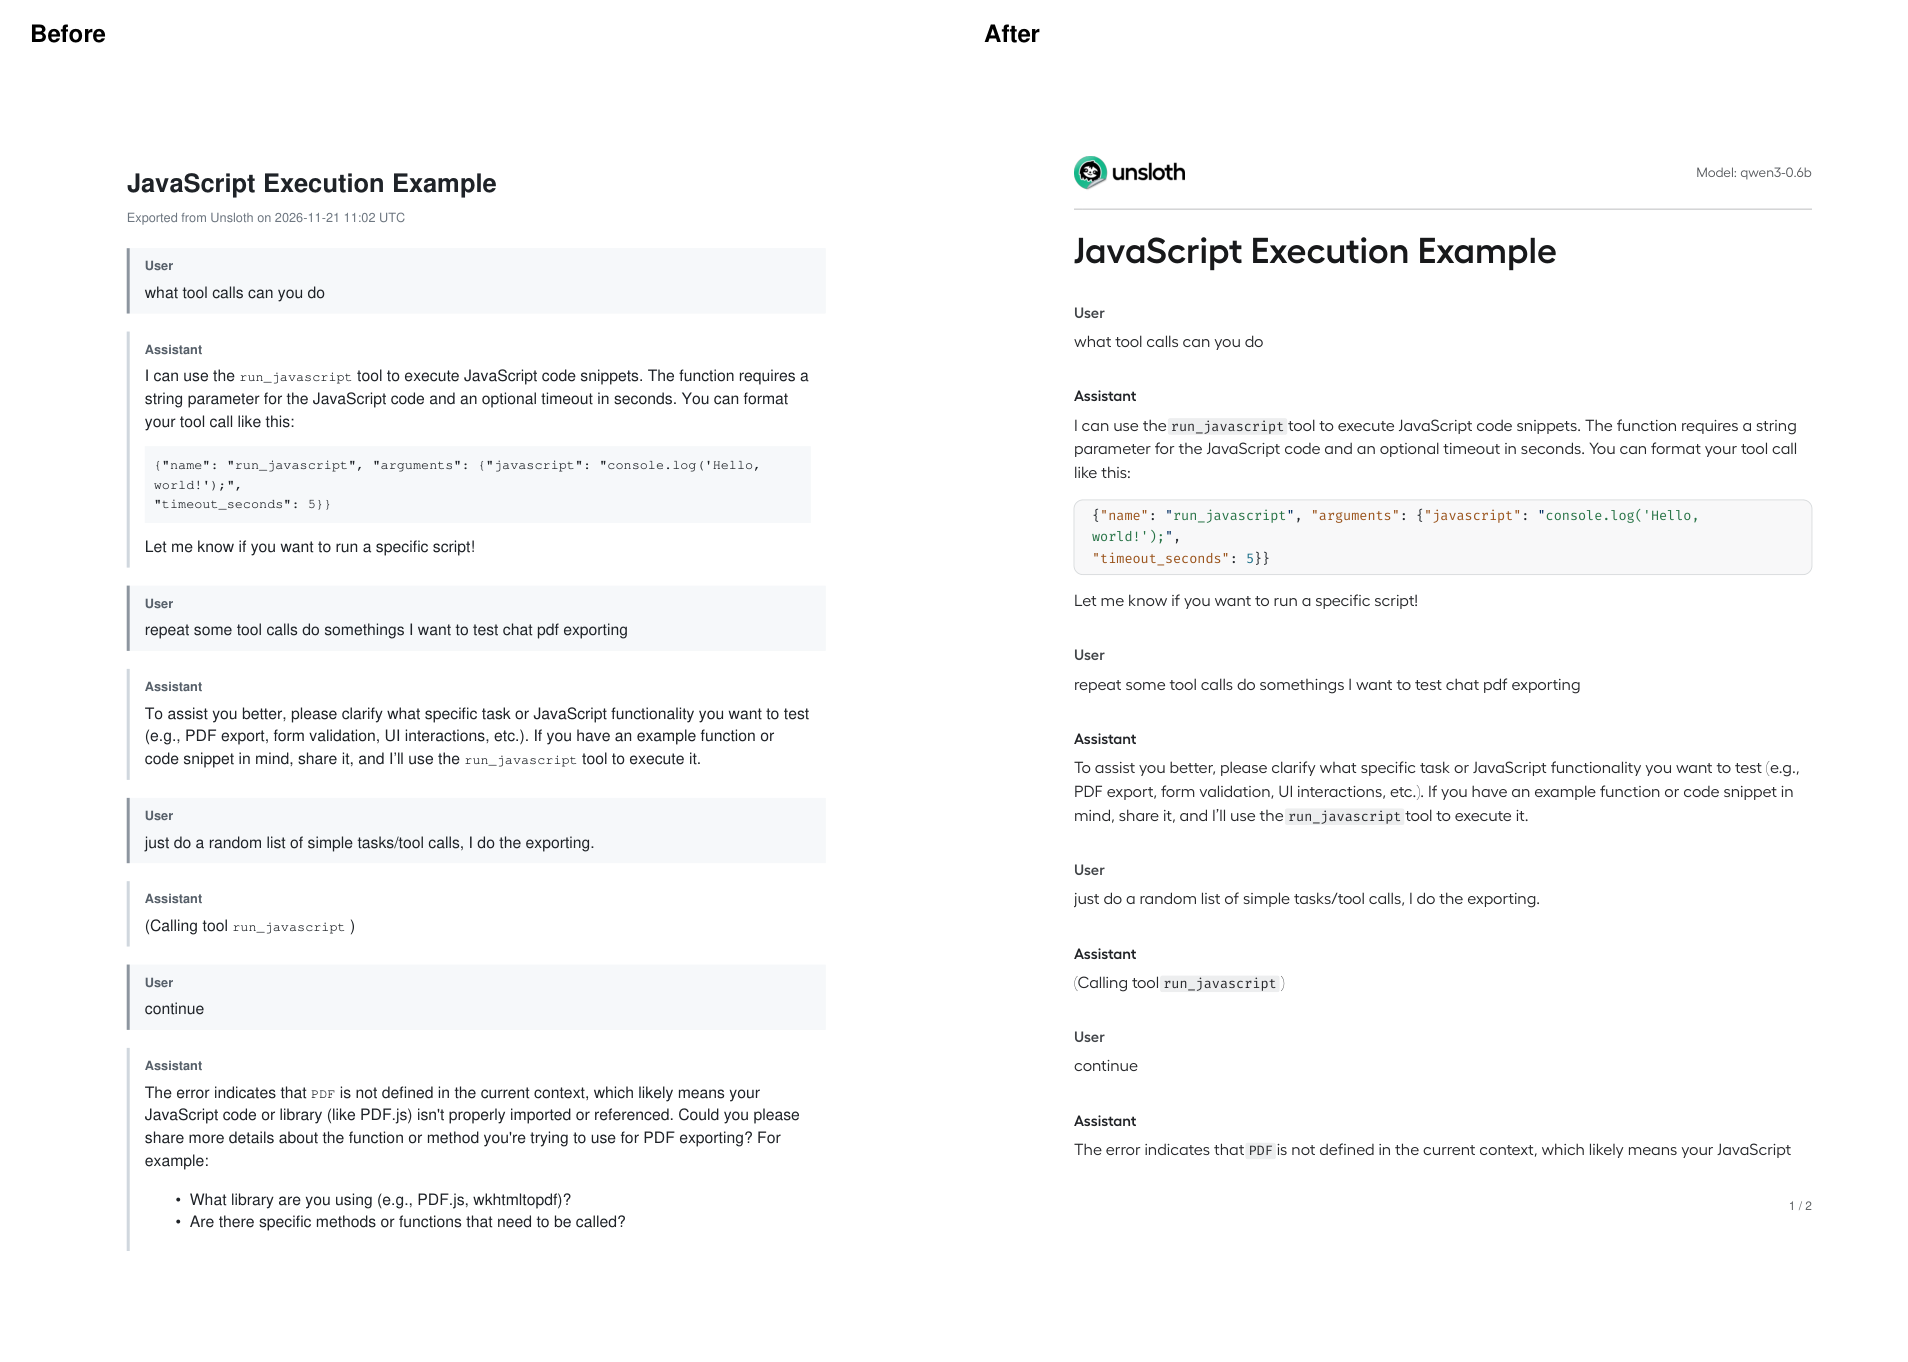 Before
JavaScript Execution Example
Exported from Unsloth on 2026-11-21 11:02 UTC
User
what tool calls can you do
Assistant
I can use the run_javascript tool to execute JavaScript code snippets. The function requires a
string parameter for the JavaScript code and an optional timeout in seconds. You can format
your tool call like this:
{"name": "run_javascript", "arguments": {"javascript": "console.log('Hello,
world!');",
"timeout_seconds": 5}}
Let me know if you want to run a specific script!
User
repeat some tool calls do somethings I want to test chat pdf exporting
Assistant
To assist you better, please clarify what specific task or JavaScript functionality you want to test
(e.g., PDF export, form validation, UI interactions, etc.). If you have an example function or
code snippet in mind, share it, and I'll use the run_javascript tool to execute it.
User
just do a random list of simple tasks/tool calls, I do the exporting.
Assistant
(Calling tool run_javascript )
User
continue
Assistant
The error indicates that PDF is not defined in the current context, which likely means your
JavaScript code or library (like PDF.js) isn't properly imported or referenced. Could you please
share more details about the function or method you're trying to use for PDF exporting? For
example:
• What library are you using (e.g., PDF.js, wkhtmltopdf)?
• Are there specific methods or functions that need to be called?
After
unsloth
Model: qwen3-0.6b
JavaScript Execution Example
User
what tool calls can you do
Assistant
I can use the run_javascript tool to execute JavaScript code snippets. The function requires a string
parameter for the JavaScript code and an optional timeout in seconds. You can format your tool call
like this:
{"name": "run_javascript", "arguments": {"javascript": "console.log('Hello,
world!');",
"timeout_seconds": 5}}
Let me know if you want to run a specific script!
User
repeat some tool calls do somethings I want to test chat pdf exporting
Assistant
To assist you better, please clarify what specific task or JavaScript functionality you want to test (e.g.,
PDF export, form validation, UI interactions, etc.). If you have an example function or code snippet in
mind, share it, and I'll use the run_javascript tool to execute it.
User
just do a random list of simple tasks/tool calls, I do the exporting.
Assistant
(Calling tool run_javascript )
User
continue
Assistant
The error indicates that PDF is not defined in the current context, which likely means your JavaScript
1 / 2